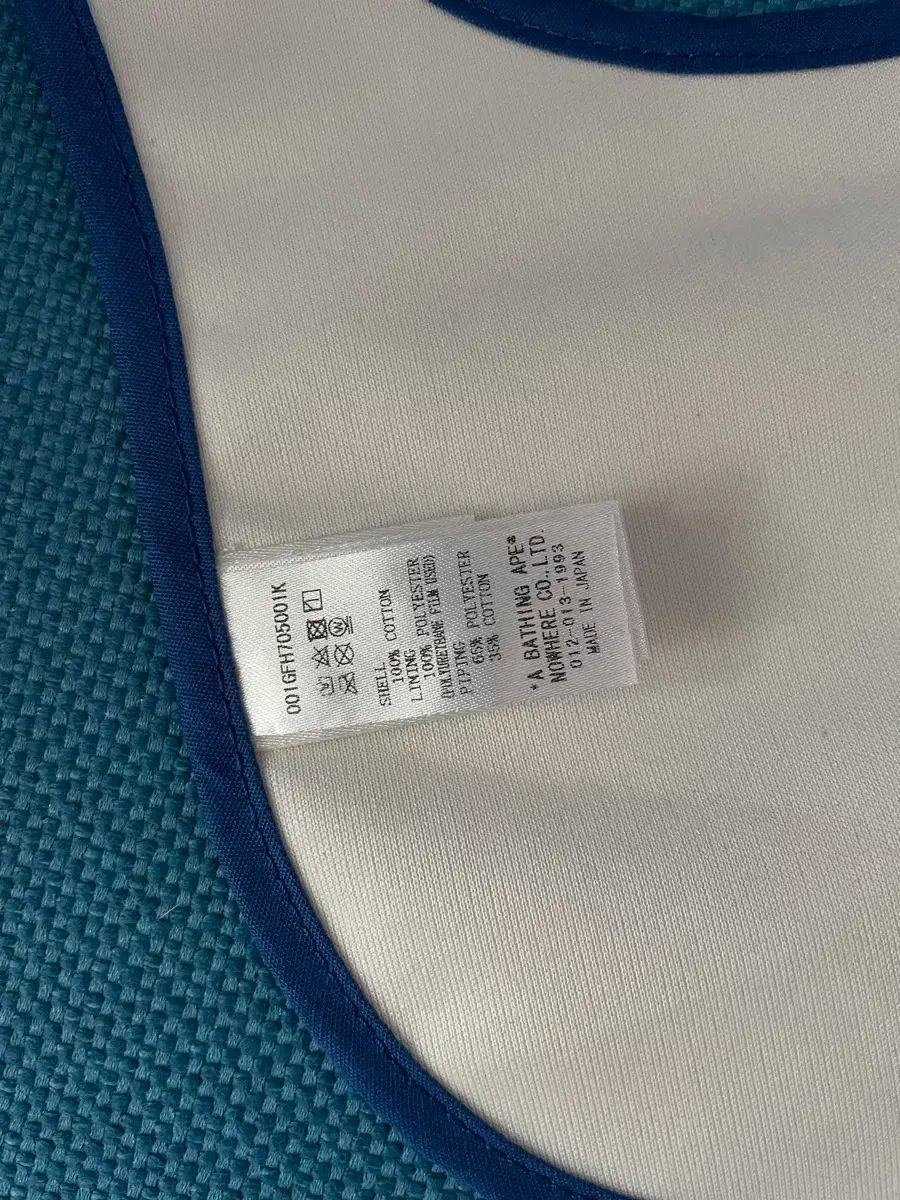 001GFH705001K
SHELL
100% COTTON
LINING
100% POLYESTER
(POLYURETHANE FILM USED)
PIPING
65% POLYESTER
35% COTTON
*A BATHING APE*
NOWHERE CO.,LTD.
012-013-1993
MADE IN JAPAN